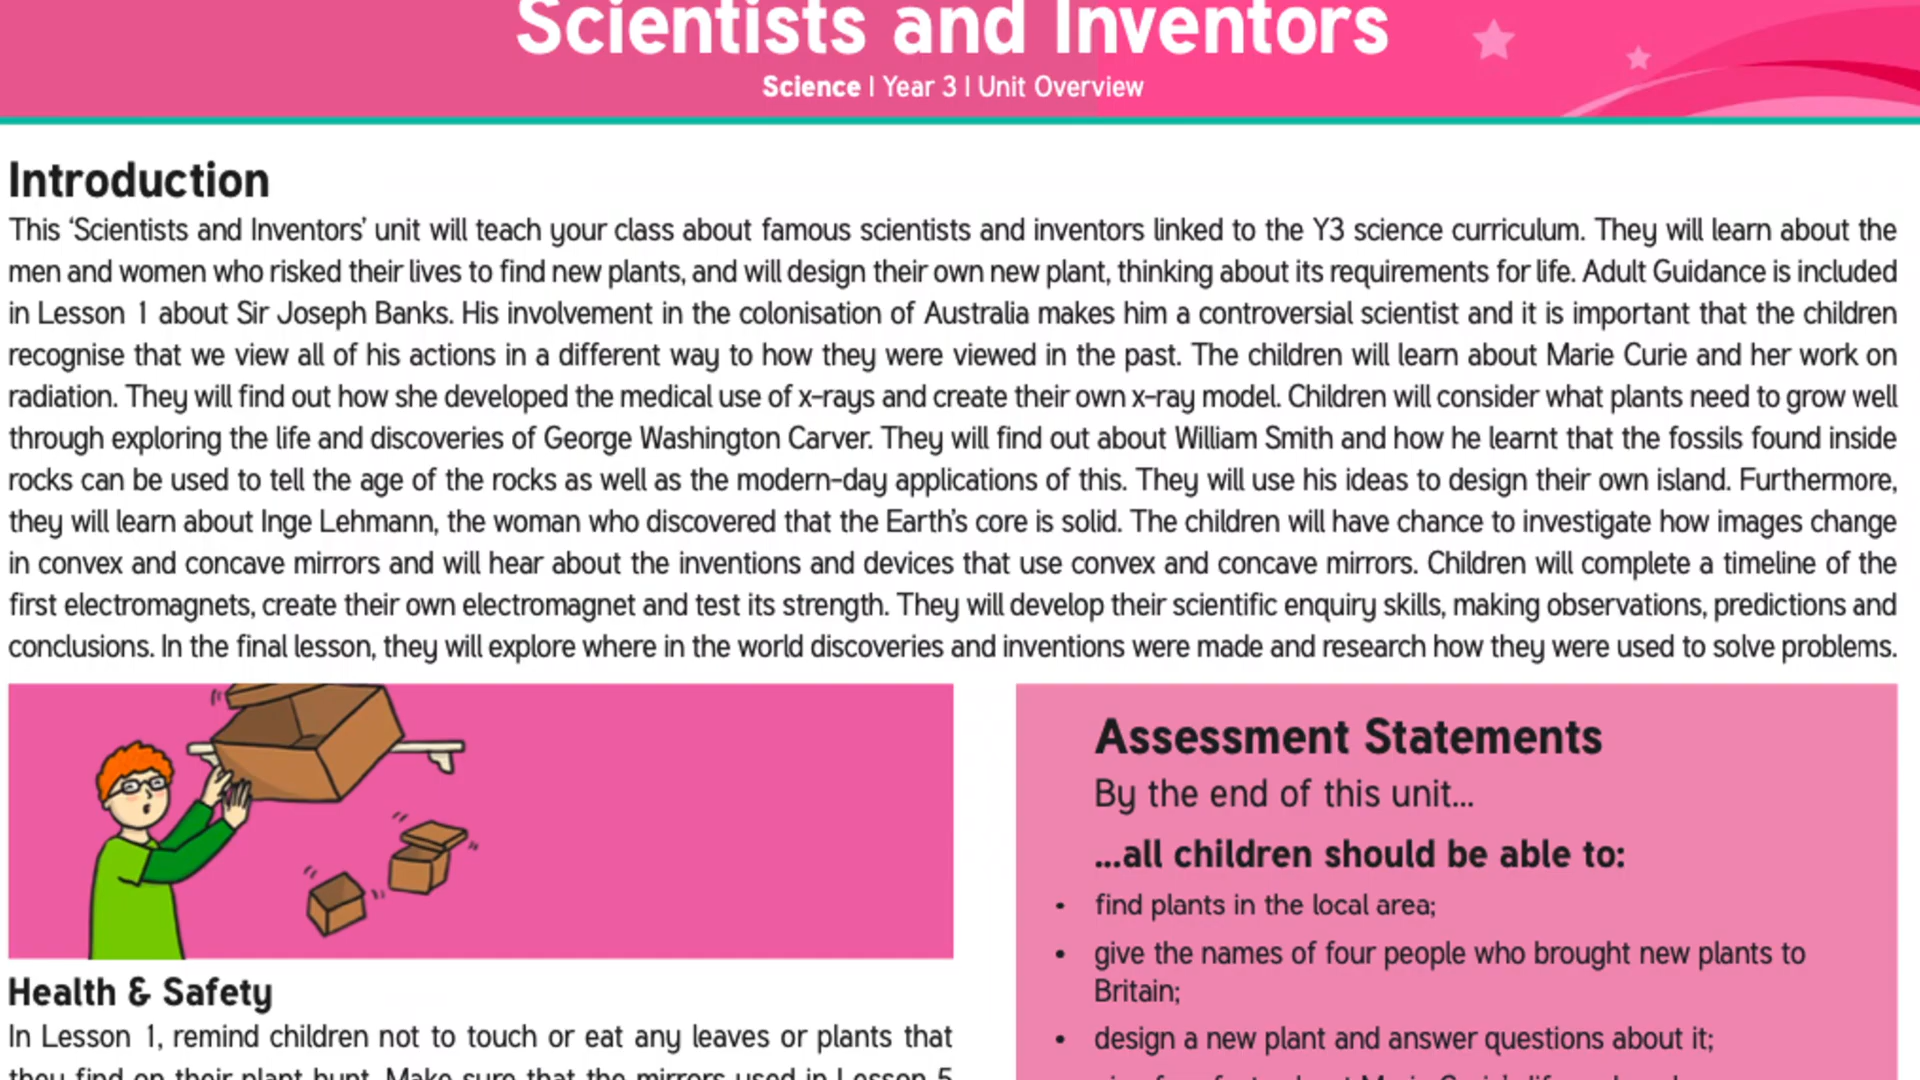 Scientists and Inventors
Science | Year 3 | Unit Overview
Introduction
This ‘Scientists and Inventors’ unit will teach your class about famous scientists and inventors linked to the Y3 science curriculum. They will learn about the
men and women who risked their lives to find new plants, and will design their own new plant, thinking about its requirements for life. Adult Guidance is included
in Lesson 1 about Sir Joseph Banks. His involvement in the colonisation of Australia makes him a controversial scientist and it is important that the children
recognise that we view all of his actions in a different way to how they were viewed in the past. The children will learn about Marie Curie and her work on
radiation. They will find out how she developed the medical use of x-rays and create their own x-ray model. Children will consider what plants need to grow well
through exploring the life and discoveries of George Washington Carver. They will find out about William Smith and how he learnt that the fossils found inside
rocks can be used to tell the age of the rocks as well as the modern-day applications of this. They will use his ideas to design their own island. Furthermore,
they will learn about Inge Lehmann, the woman who discovered that the Earth’s core is solid. The children will have chance to investigate how images change
in convex and concave mirrors and will hear about the inventions and devices that use convex and concave mirrors. Children will complete a timeline of the
first electromagnets, create their own electromagnet and test its strength. They will develop their scientific enquiry skills, making observations, predictions and
conclusions. In the final lesson, they will explore where in the world discoveries and inventions were made and research how they were used to solve problems.
Health & Safety
In Lesson 1, remind children not to touch or eat any leaves or plants that
they find on their plant hunt. Make sure that the mirrors used in Lesson 5
Assessment Statements
By the end of this unit...
...all children should be able to:
• find plants in the local area;
• give the names of four people who brought new plants to
Britain;
• design a new plant and answer questions about it;